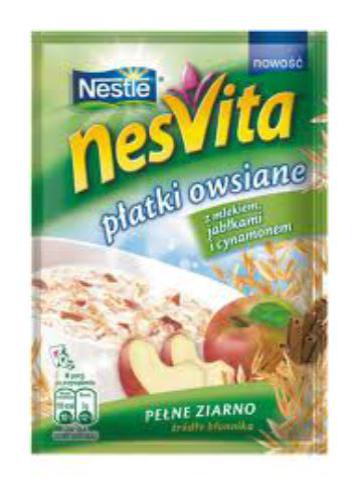 nowość
Nestlé
nesVita
płatki owsiane
z mlekiem,
jabłkami
i cynamonem
PEŁNE ZIARNO
źródło błonnika